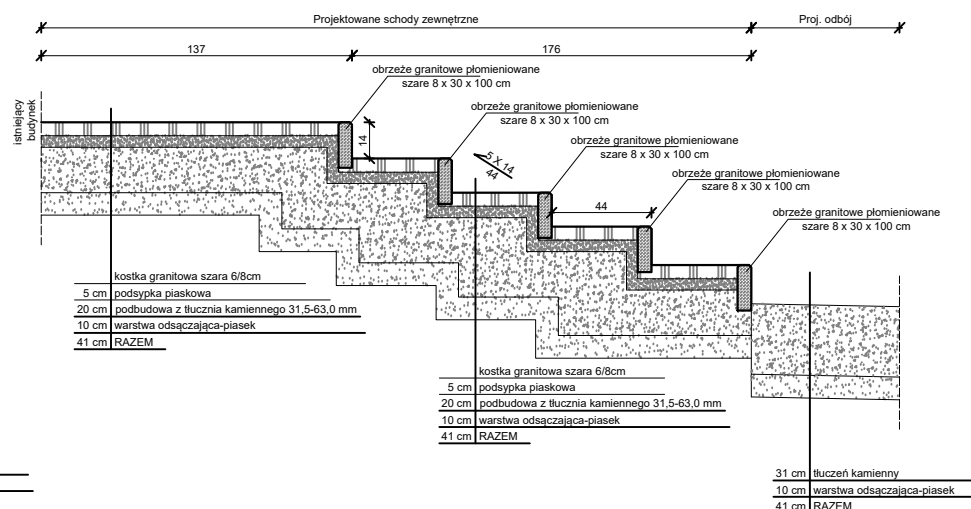 Projektowane schody zewnętrzne
Proj. odbój
137
176
istniejący
budynek
obrzeże granitowe płomieniowane
szare 8 x 30 x 100 cm
14
obrzeże granitowe płomieniowane
szare 8 x 30 x 100 cm
5 X 14
44
obrzeże granitowe płomieniowane
szare 8 x 30 x 100 cm
obrzeże granitowe płomieniowane
szare 8 x 30 x 100 cm
44
obrzeże granitowe płomieniowane
szare 8 x 30 x 100 cm
kostka granitowa szara 6/8cm
5 cm podsypka piaskowa
20 cm podbudowa z tłucznia kamiennego 31,5-63,0 mm
10 cm warstwa odsączająca-piasek
41 cm RAZEM
kostka granitowa szara 6/8cm
5 cm podsypka piaskowa
20 cm podbudowa z tłucznia kamiennego 31,5-63,0 mm
10 cm warstwa odsączająca-piasek
41 cm RAZEM
31 cm tłuczeń kamienny
10 cm warstwa odsączająca-piasek
41 cm RAZEM